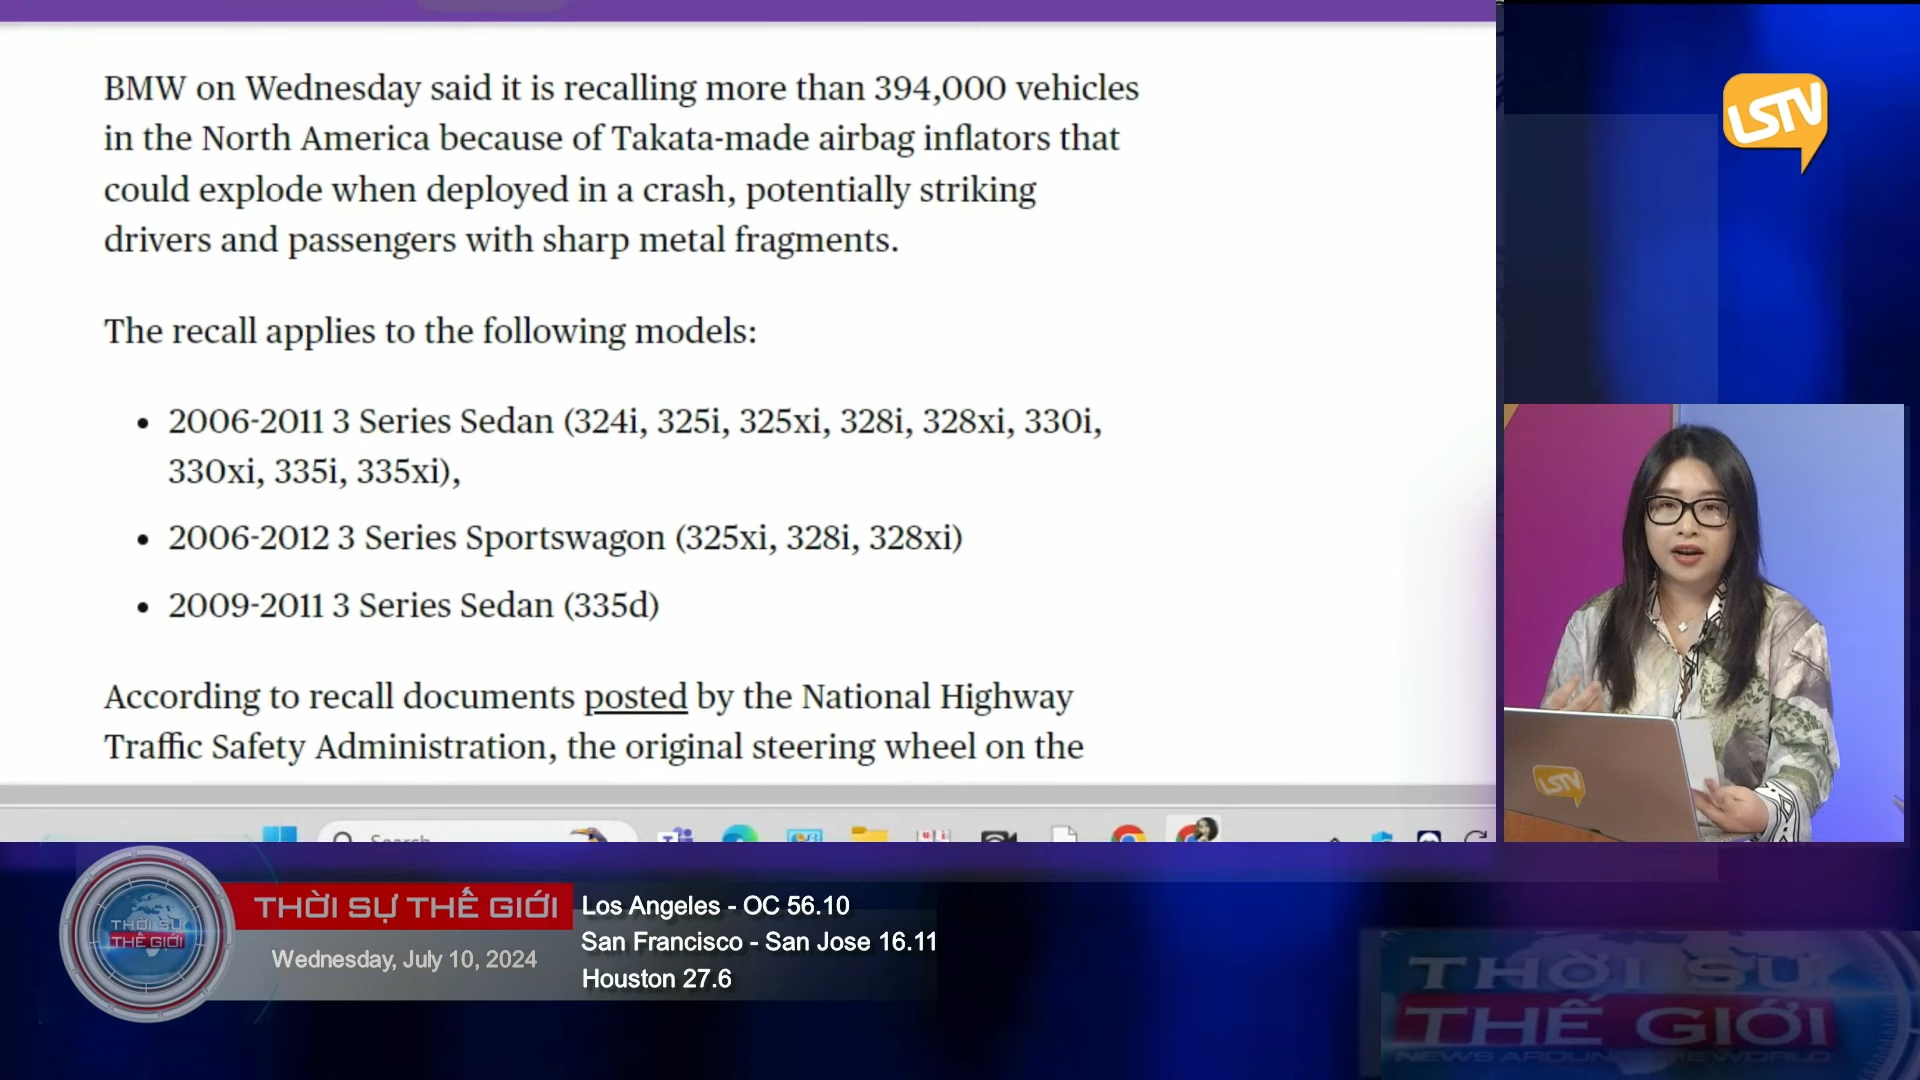 BMW on Wednesday said it is recalling more than 394,000 vehicles
in the North America because of Takata-made airbag inflators that
could explode when deployed in a crash, potentially striking
drivers and passengers with sharp metal fragments.
The recall applies to the following models:
• 2006-2011 3 Series Sedan (324i, 325i, 325xi, 328i, 328xi, 330i,
330xi, 335i, 335xi),
• 2006-2012 3 Series Sportswagon (325xi, 328i, 328xi)
• 2009-2011 3 Series Sedan (335d)
According to recall documents posted by the National Highway
Traffic Safety Administration, the original steering wheel on the
Search
LSTV
LSTV
THỜI SỰ
THẾ GIỚI
THỜI SỰ THẾ GIỚI
Wednesday, July 10, 2024
Los Angeles - OC 56.10
San Francisco - San Jose 16.11
Houston 27.6
THỜI SỰ
THẾ GIỚI
NEWS AROUND THE WORLD